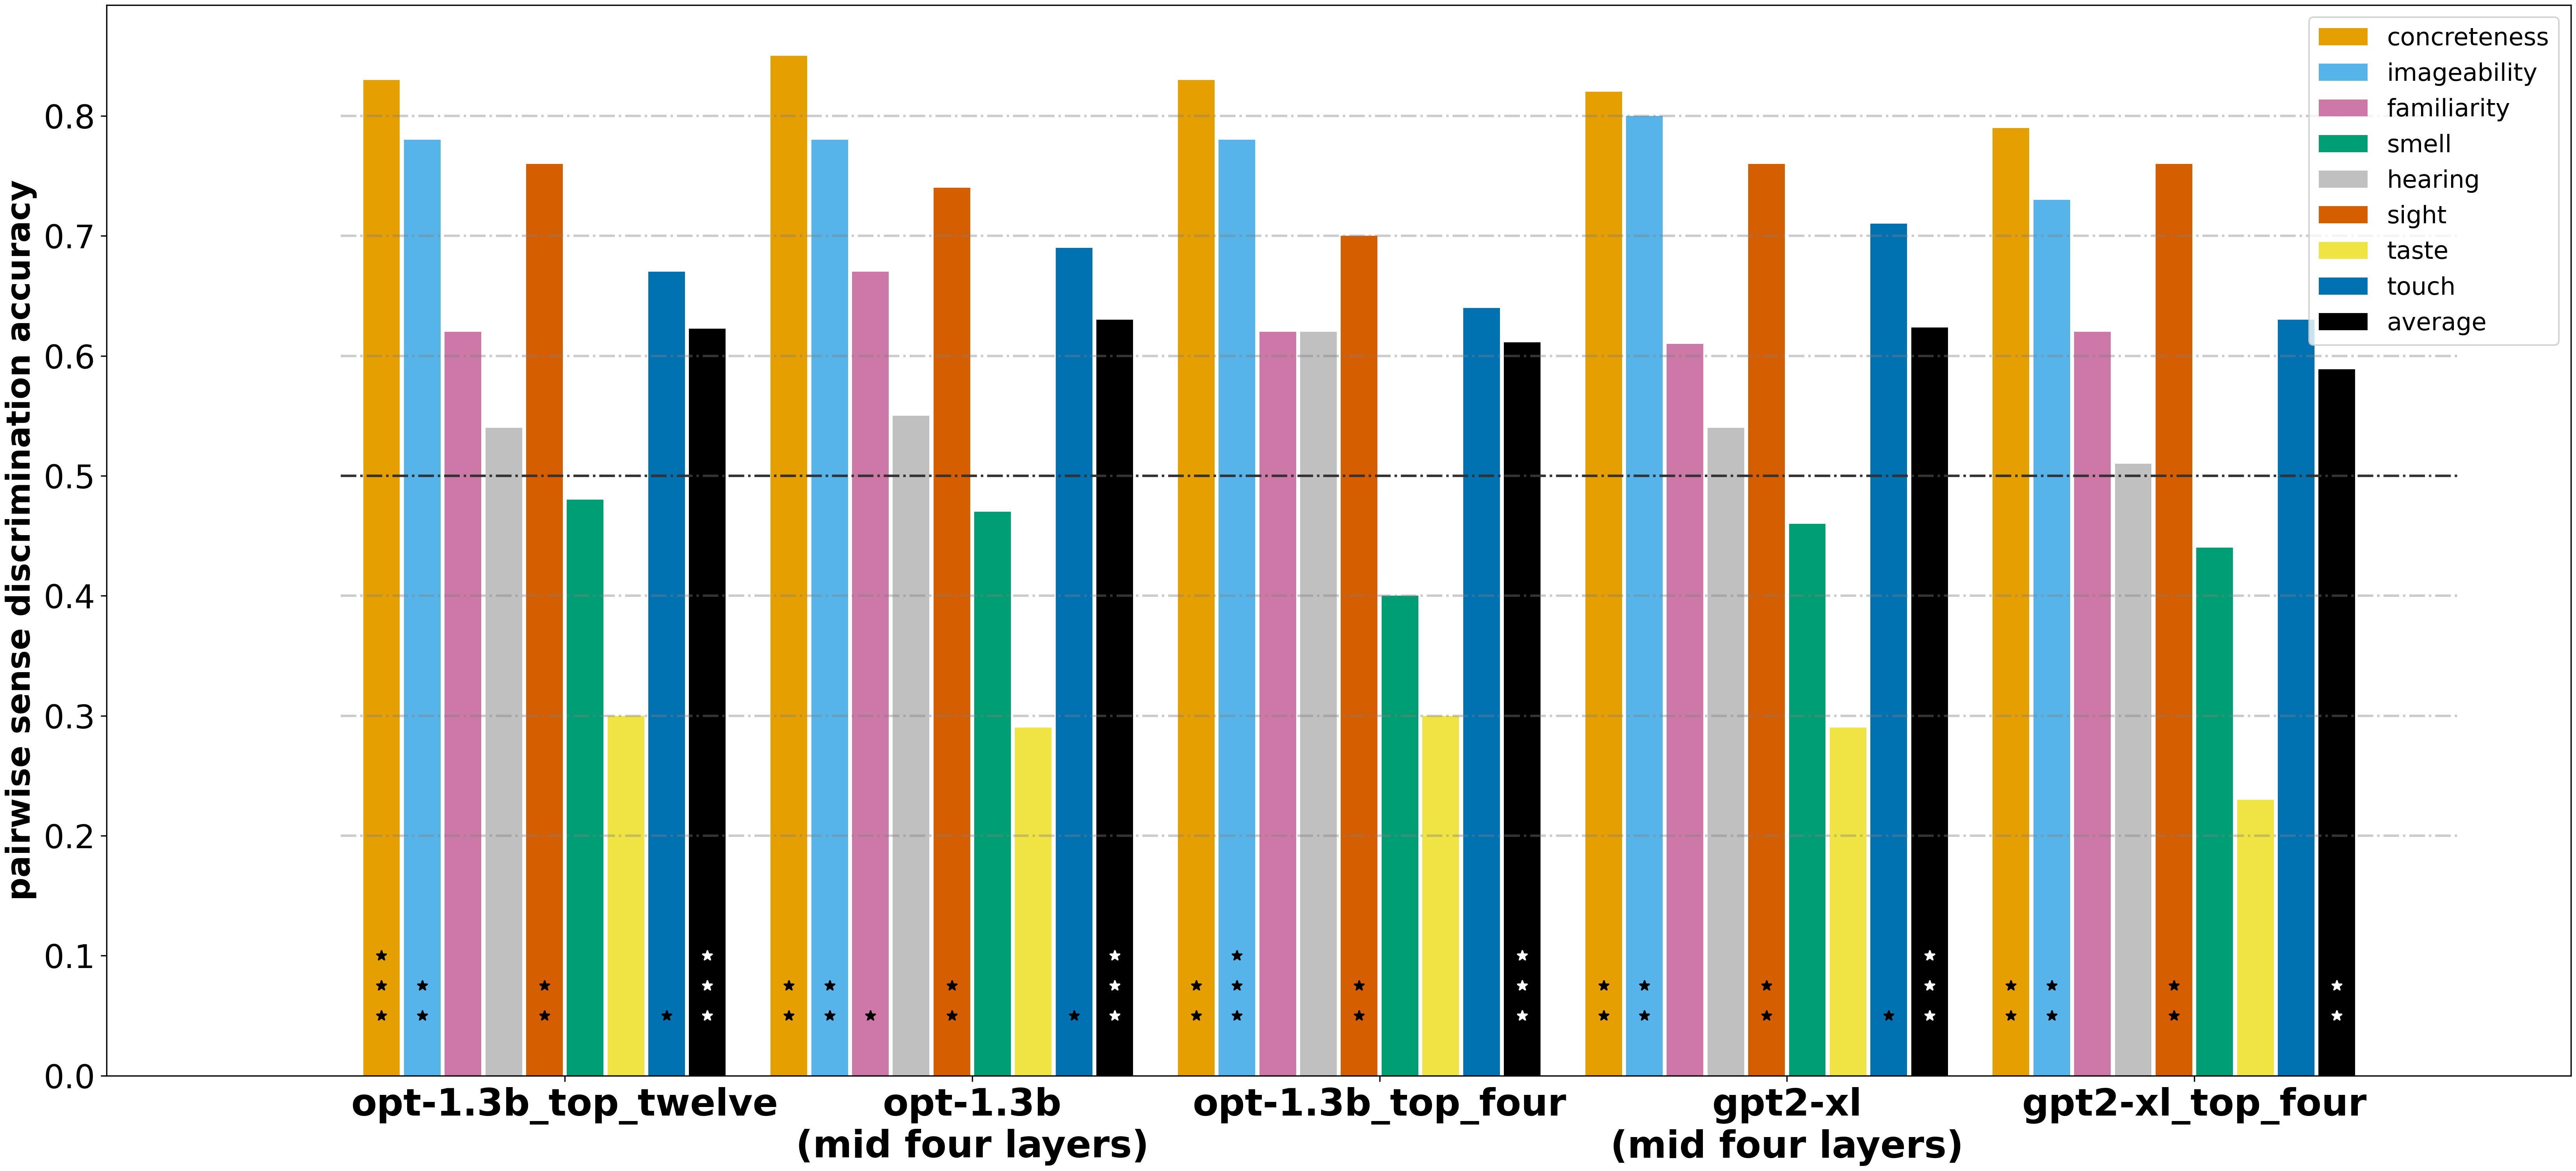 pairwise sense discrimination accuracy
0.8
0.7
0.6
0.5
0.4
0.3
0.2
0.1
0.0
concreteness
imageability
familiarity
smell
hearing
sight
taste
touch
average
opt-1.3b_top_twelve
opt-1.3b
(mid four layers)
opt-1.3b_top_four
gpt2-xl
(mid four layers)
gpt2-xl_top_four